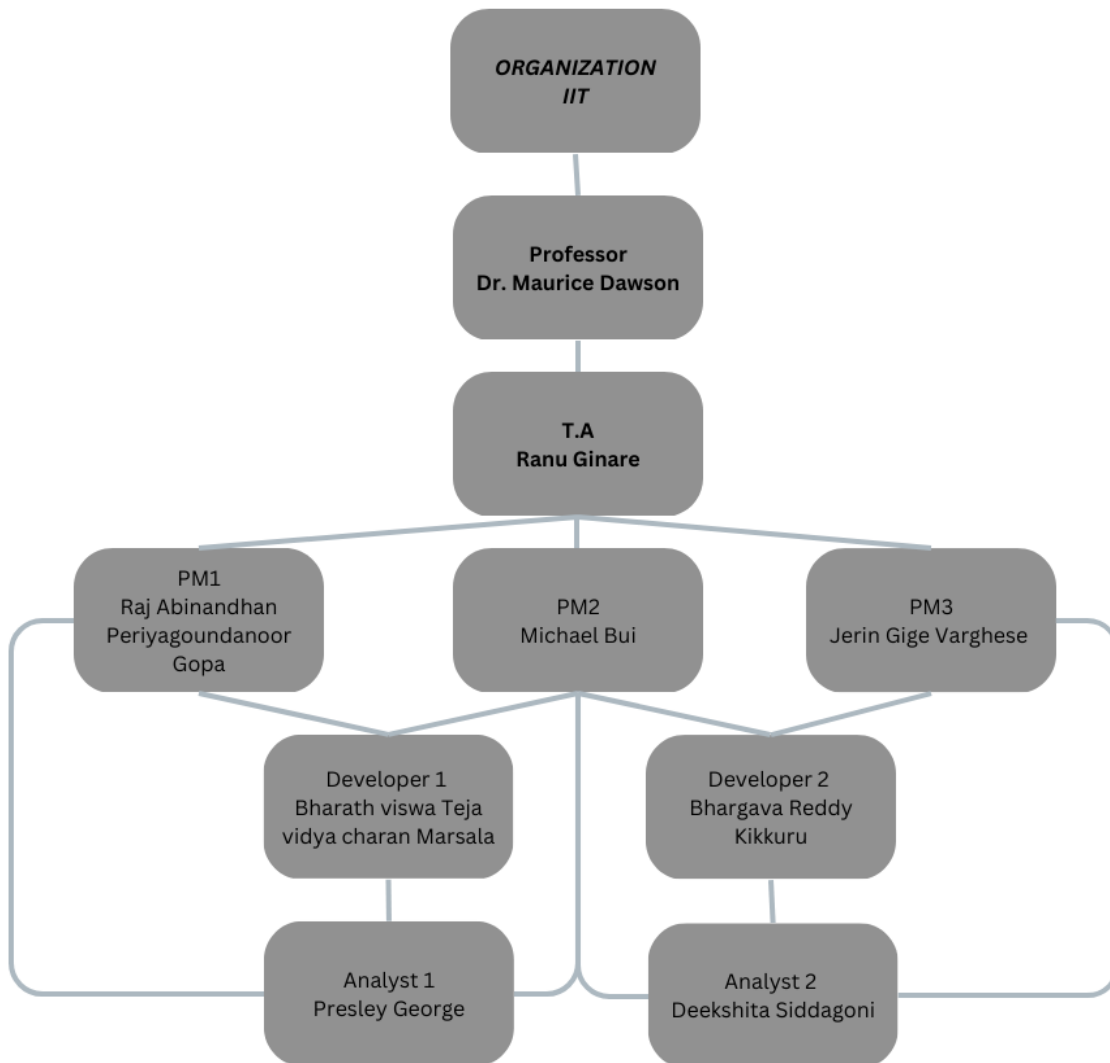 ORGANIZATION
IIT
Professor
Dr. Maurice Dawson
T.A
Ranu Ginare
PM1
Raj Abinandhan
Periyagoundanoor
Gopa
PM2
Michael Bui
PM3
Jerin Gige Varghese
Developer 1
Bharath viswa Teja
vidya charan Marsala
Developer 2
Bhargava Reddy
Kikkuru
Analyst 1
Presley George
Analyst 2
Deekshita Siddagoni